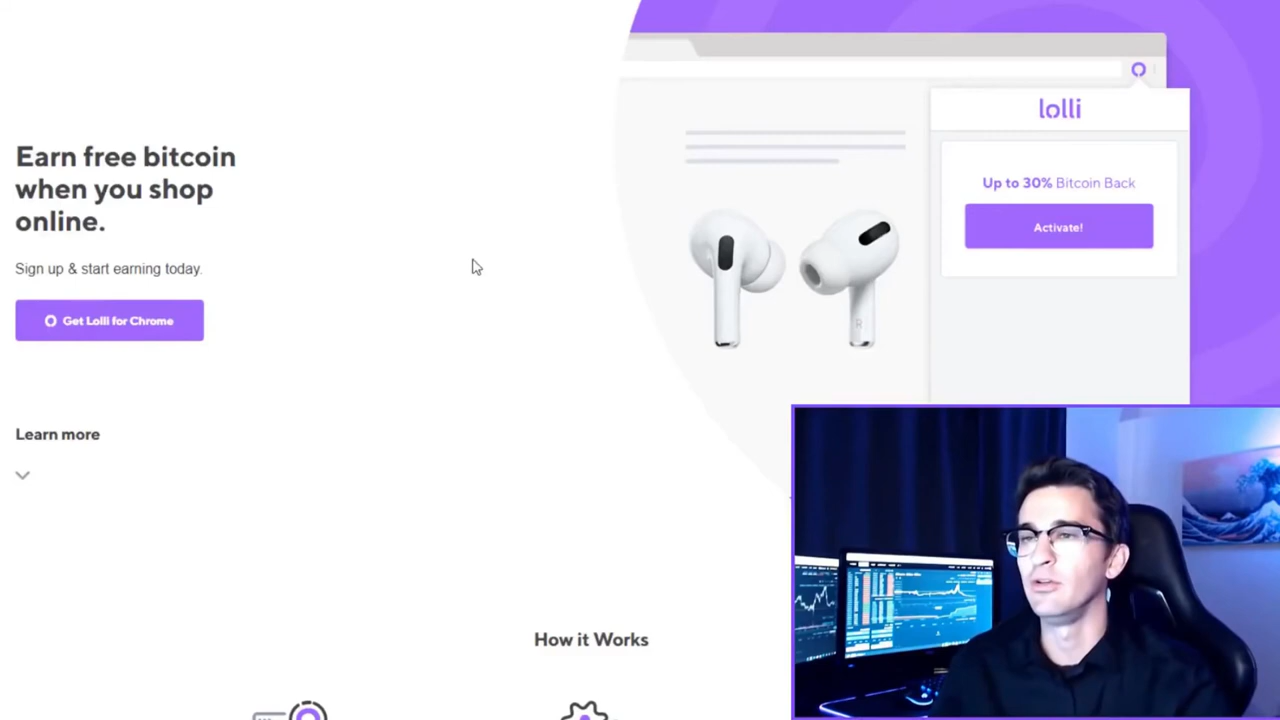 Earn free bitcoin
when you shop
online.
Sign up & start earning today.
Get Lolli for Chrome
Learn more
lolli
Up to 30% Bitcoin Back
Activate!
R
How it Works